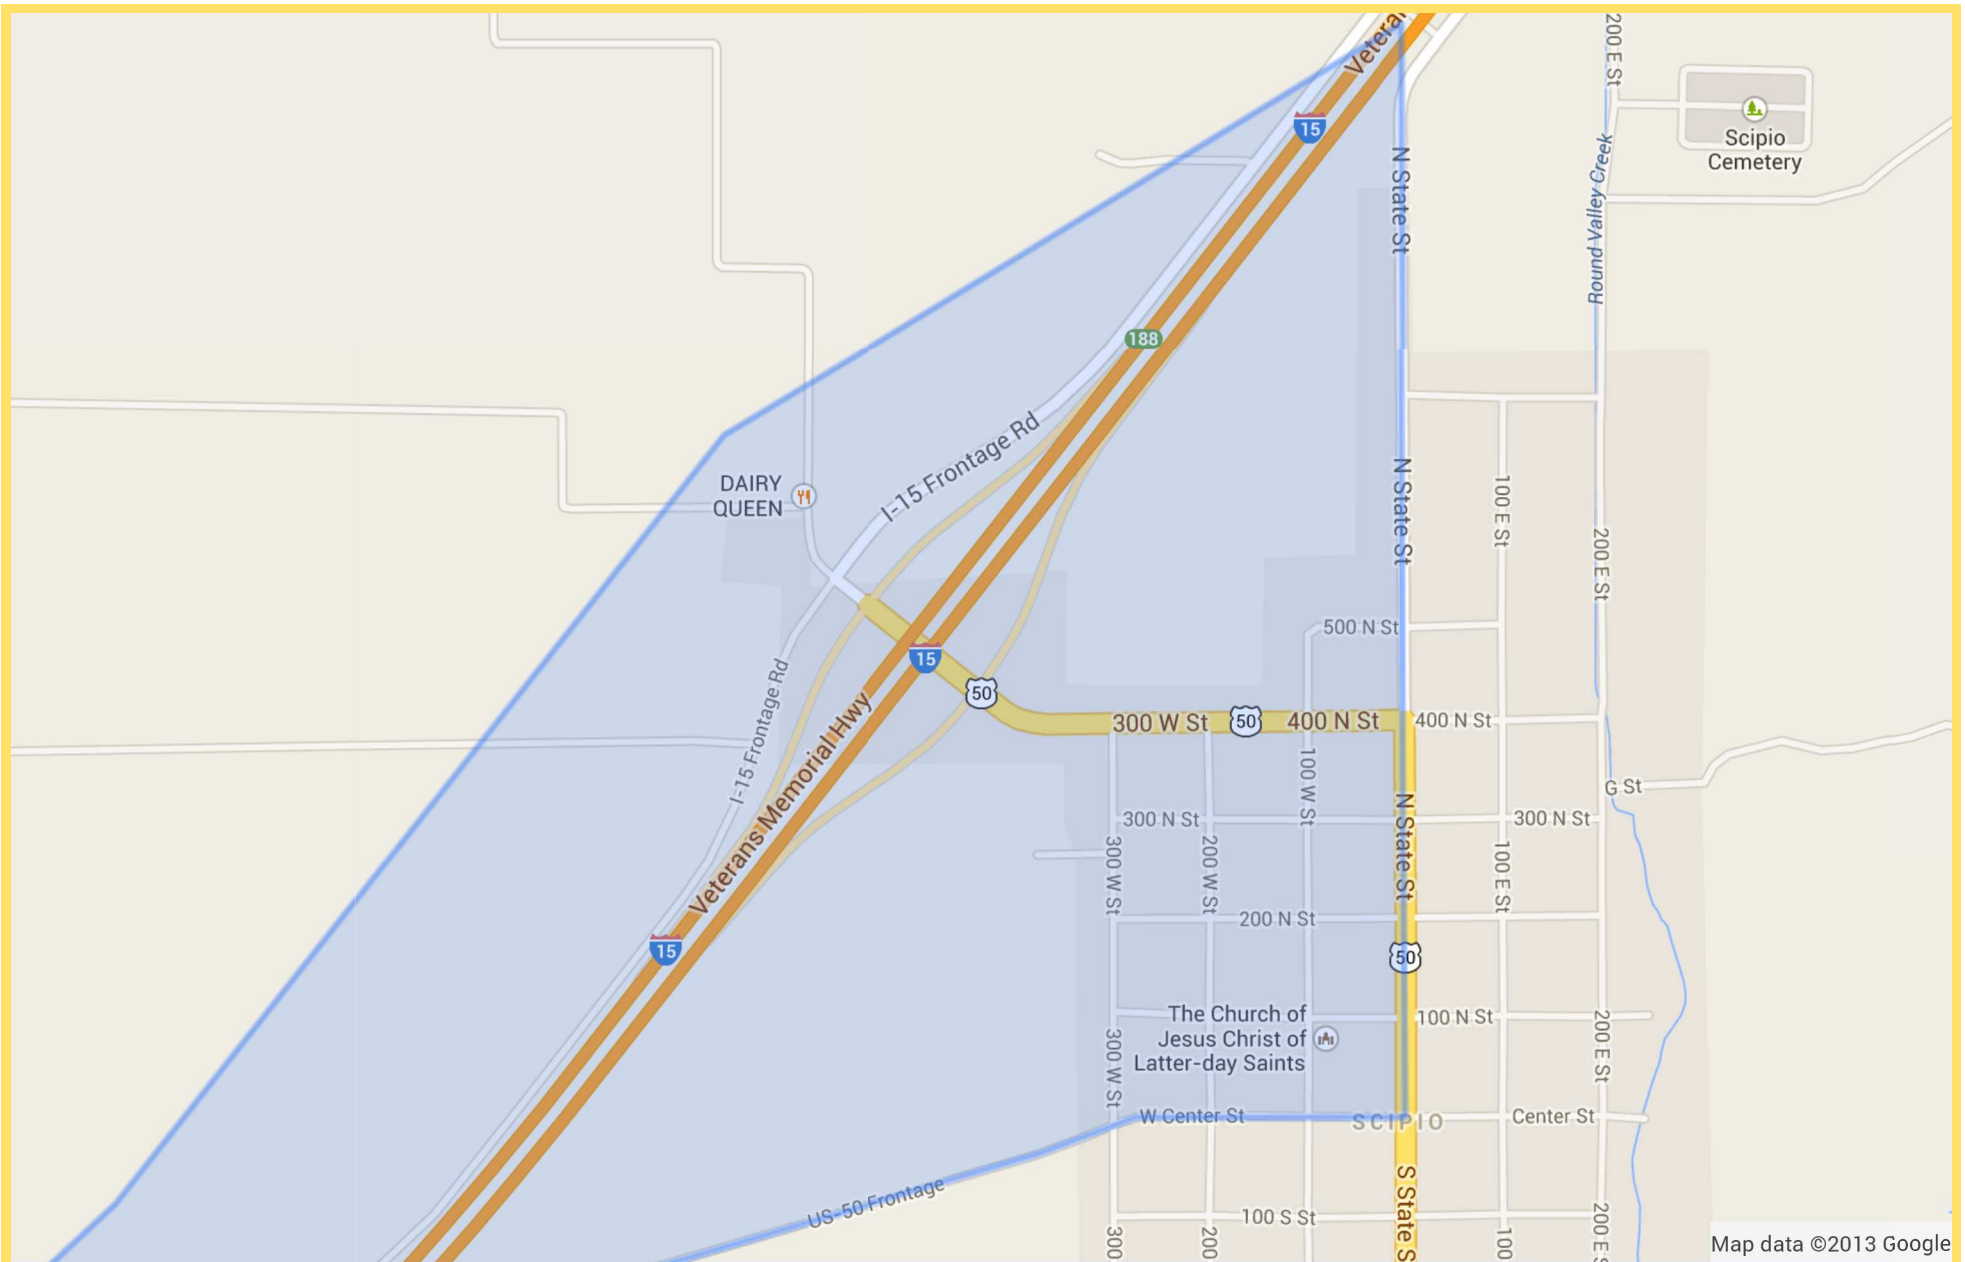 Veterans
15
N State St
200 E St
Scipio
Cemetery
Round Valley Creek
188
I-15 Frontage Rd
DAIRY
QUEEN
N State St
100 E St
200 E St
500 N St
15
50
300 W St
50
400 N St
400 N St
I-15 Frontage Rd
Veterans Memorial Hwy
100 W St
G St
N State St
300 N St
300 N St
300 W St
200 W St
100 E St
200 N St
15
50
The Church of
Jesus Christ of
Latter-day Saints
100 N St
300 W St
200 E St
W Center St
SCIPIO
Center St
US-50 Frontage
100 S St
S State S
300
200
100
200 E S
Map data ©2013 Google